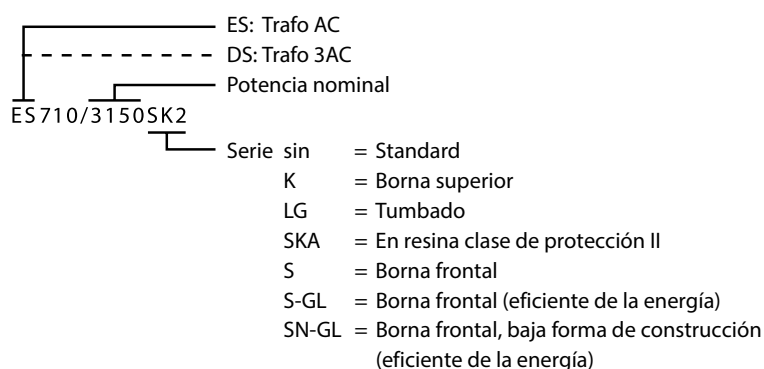 ES: Trafo AC
DS: Trafo 3AC
Potencia nominal
ES710/3150SK2
Serie sin = Standard
K = Borna superior
LG = Tumbado
SKA = En resina clase de protección II
S = Borna frontal
S-GL = Borna frontal (eficiente de la energía)
SN-GL = Borna frontal, baja forma de construcción
(eficiente de la energía)